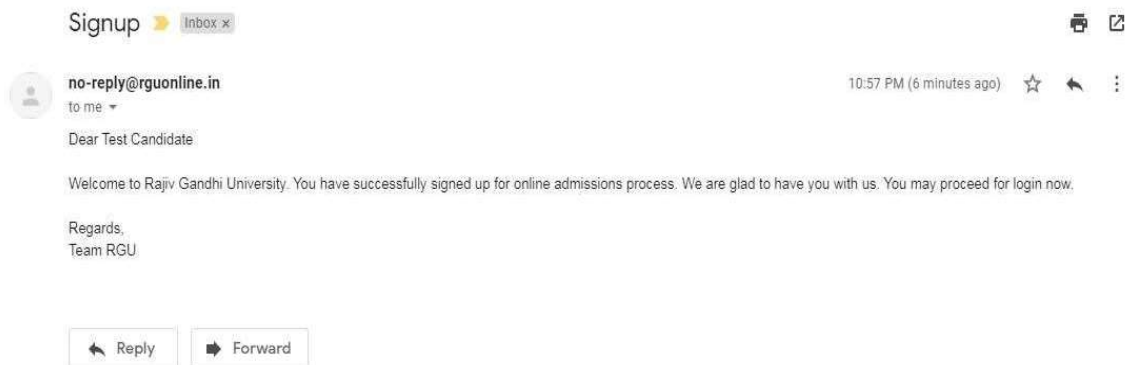 Signup Inbox x
no-reply@rguonline.in 10:57 PM (6 minutes ago)
to me
Dear Test Candidate
Welcome to Rajiv Gandhi University. You have successfully signed up for online admissions process. We are glad to have you with us. You may proceed for login now.
Regards,
Team RGU
Reply Forward